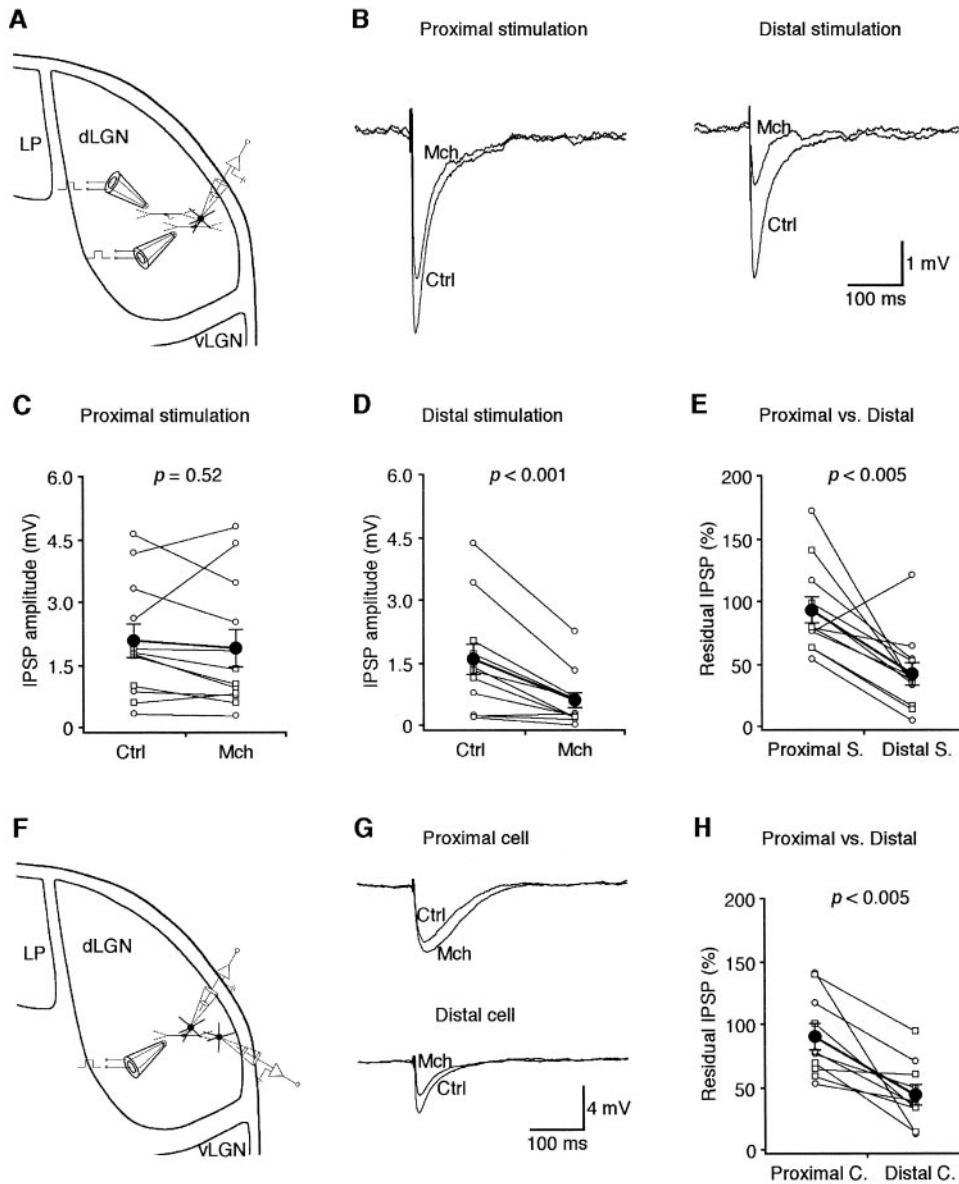 A
LP
dLGN
vLGN
B
Proximal stimulation
Distal stimulation
Mch
Ctrl
Mch
Ctrl
1 mV
100 ms
C
Proximal stimulation
p = 0.52
IPSP amplitude (mV)
6.0
4.5
3.0
1.5
0
Ctrl
Mch
D
Distal stimulation
p < 0.001
IPSP amplitude (mV)
6.0
4.5
3.0
1.5
0
Ctrl
Mch
E
Proximal vs. Distal
p < 0.005
Residual IPSP (%)
200
150
100
50
0
Proximal S.
Distal S.
F
LP
dLGN
vLGN
G
Proximal cell
Ctrl
Mch
Distal cell
Mch
Ctrl
4 mV
100 ms
H
Proximal vs. Distal
p < 0.005
Residual IPSP (%)
200
150
100
50
0
Proximal C.
Distal C.